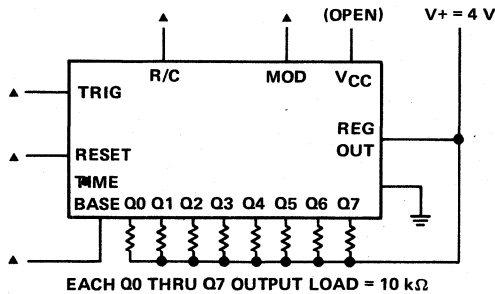 (OPEN) V+ = 4 V
R/C MOD VCC
TRIG
REG
OUT
RESET
TIME
BASE Q0 Q1 Q2 Q3 Q4 Q5 Q6 Q7
EACH Q0 THRU Q7 OUTPUT LOAD = 10 kΩ